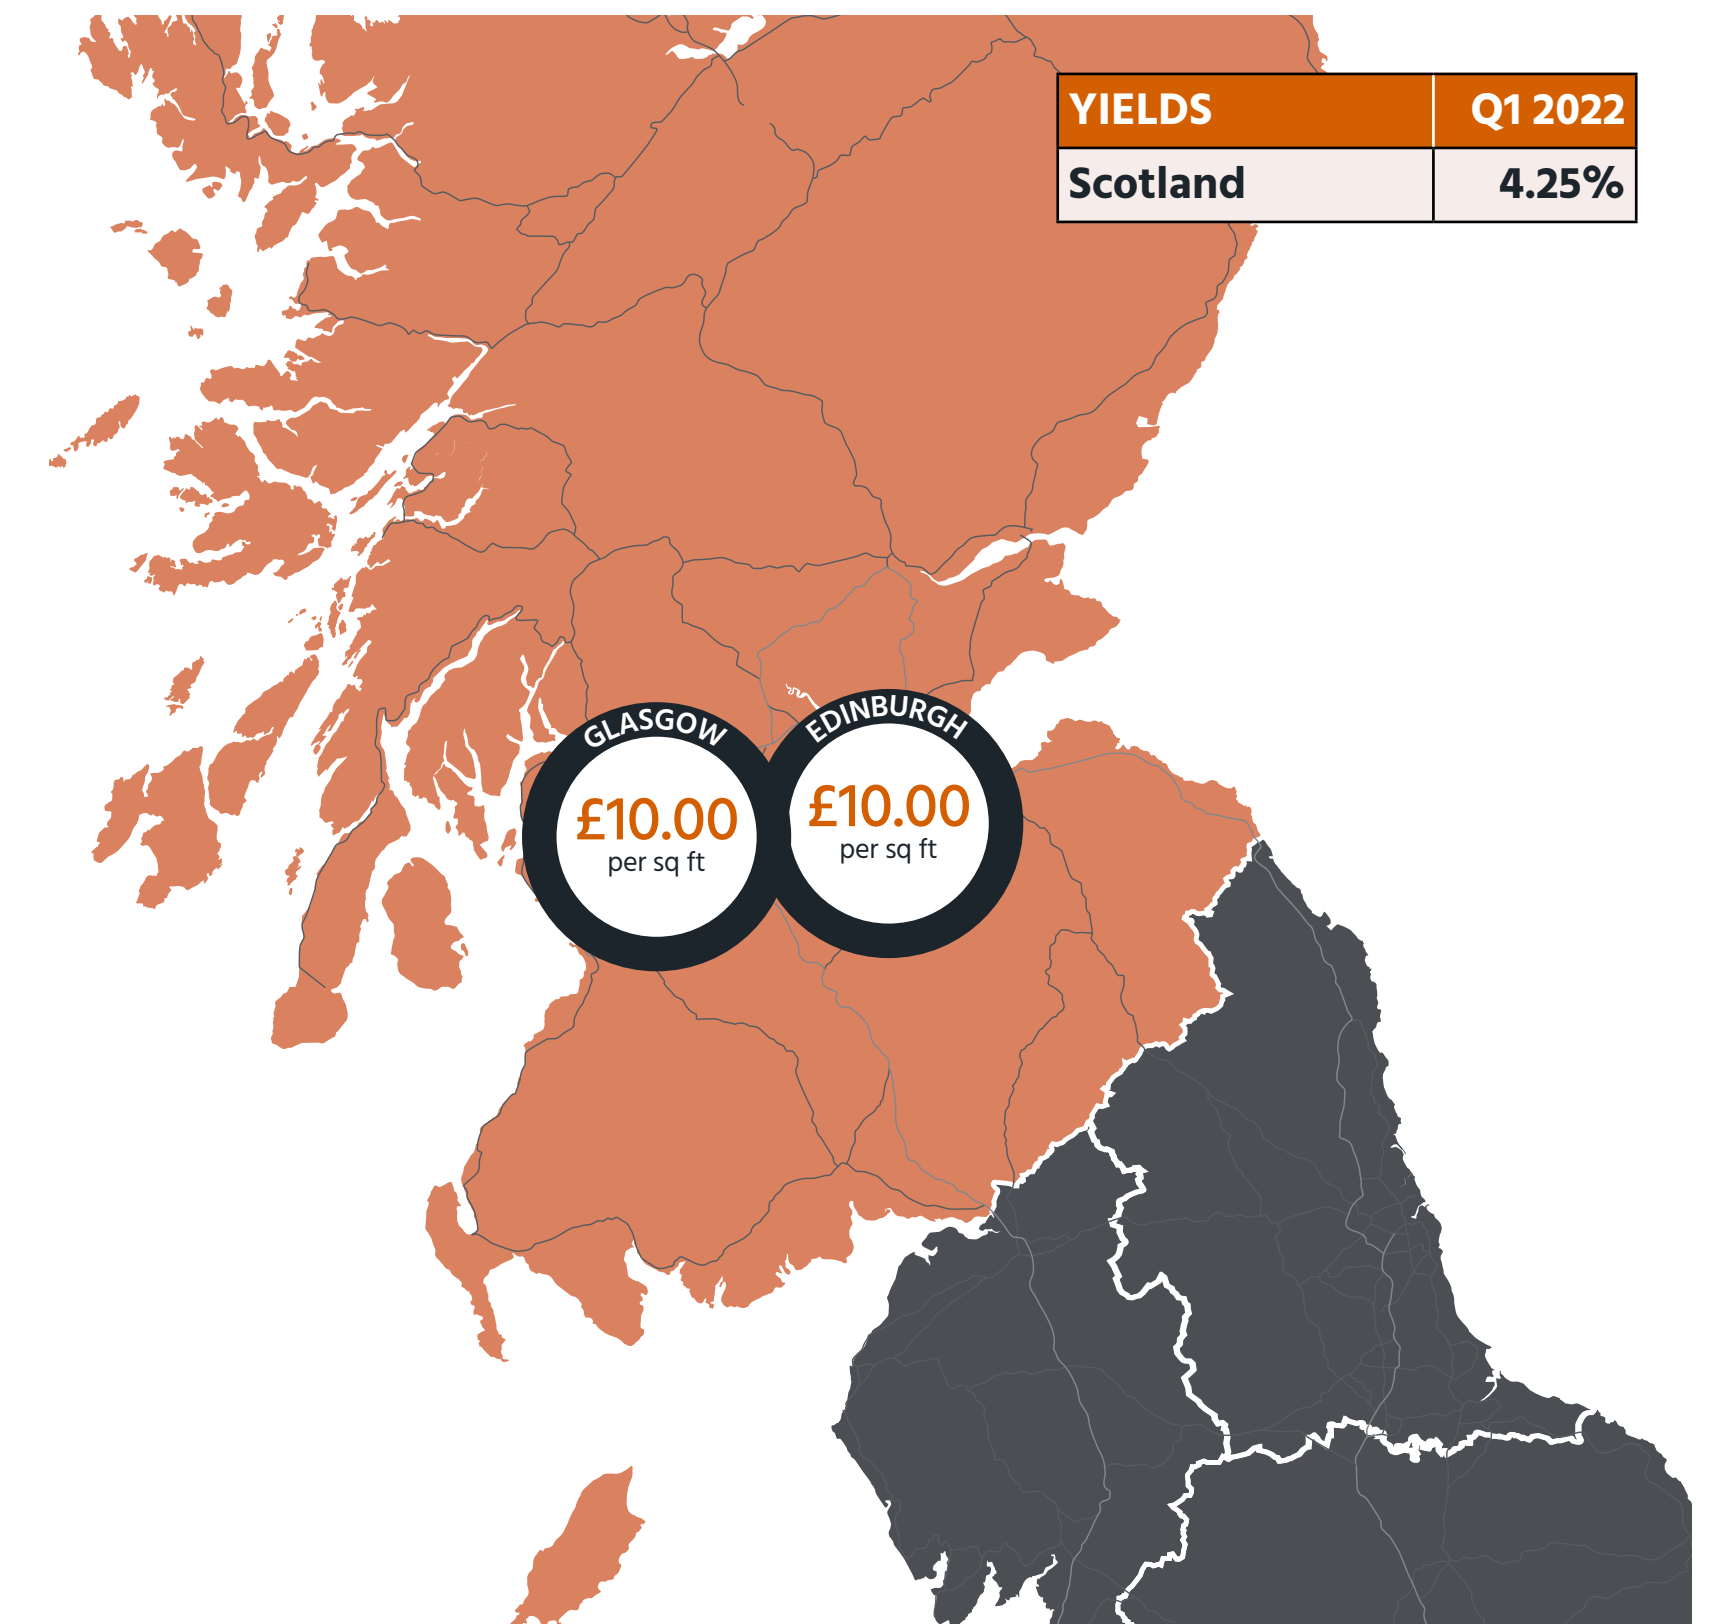 YIELDS Q1 2022
Scotland 4.25%
GLASGOW
£10.00
per sq ft
EDINBURGH
£10.00
per sq ft